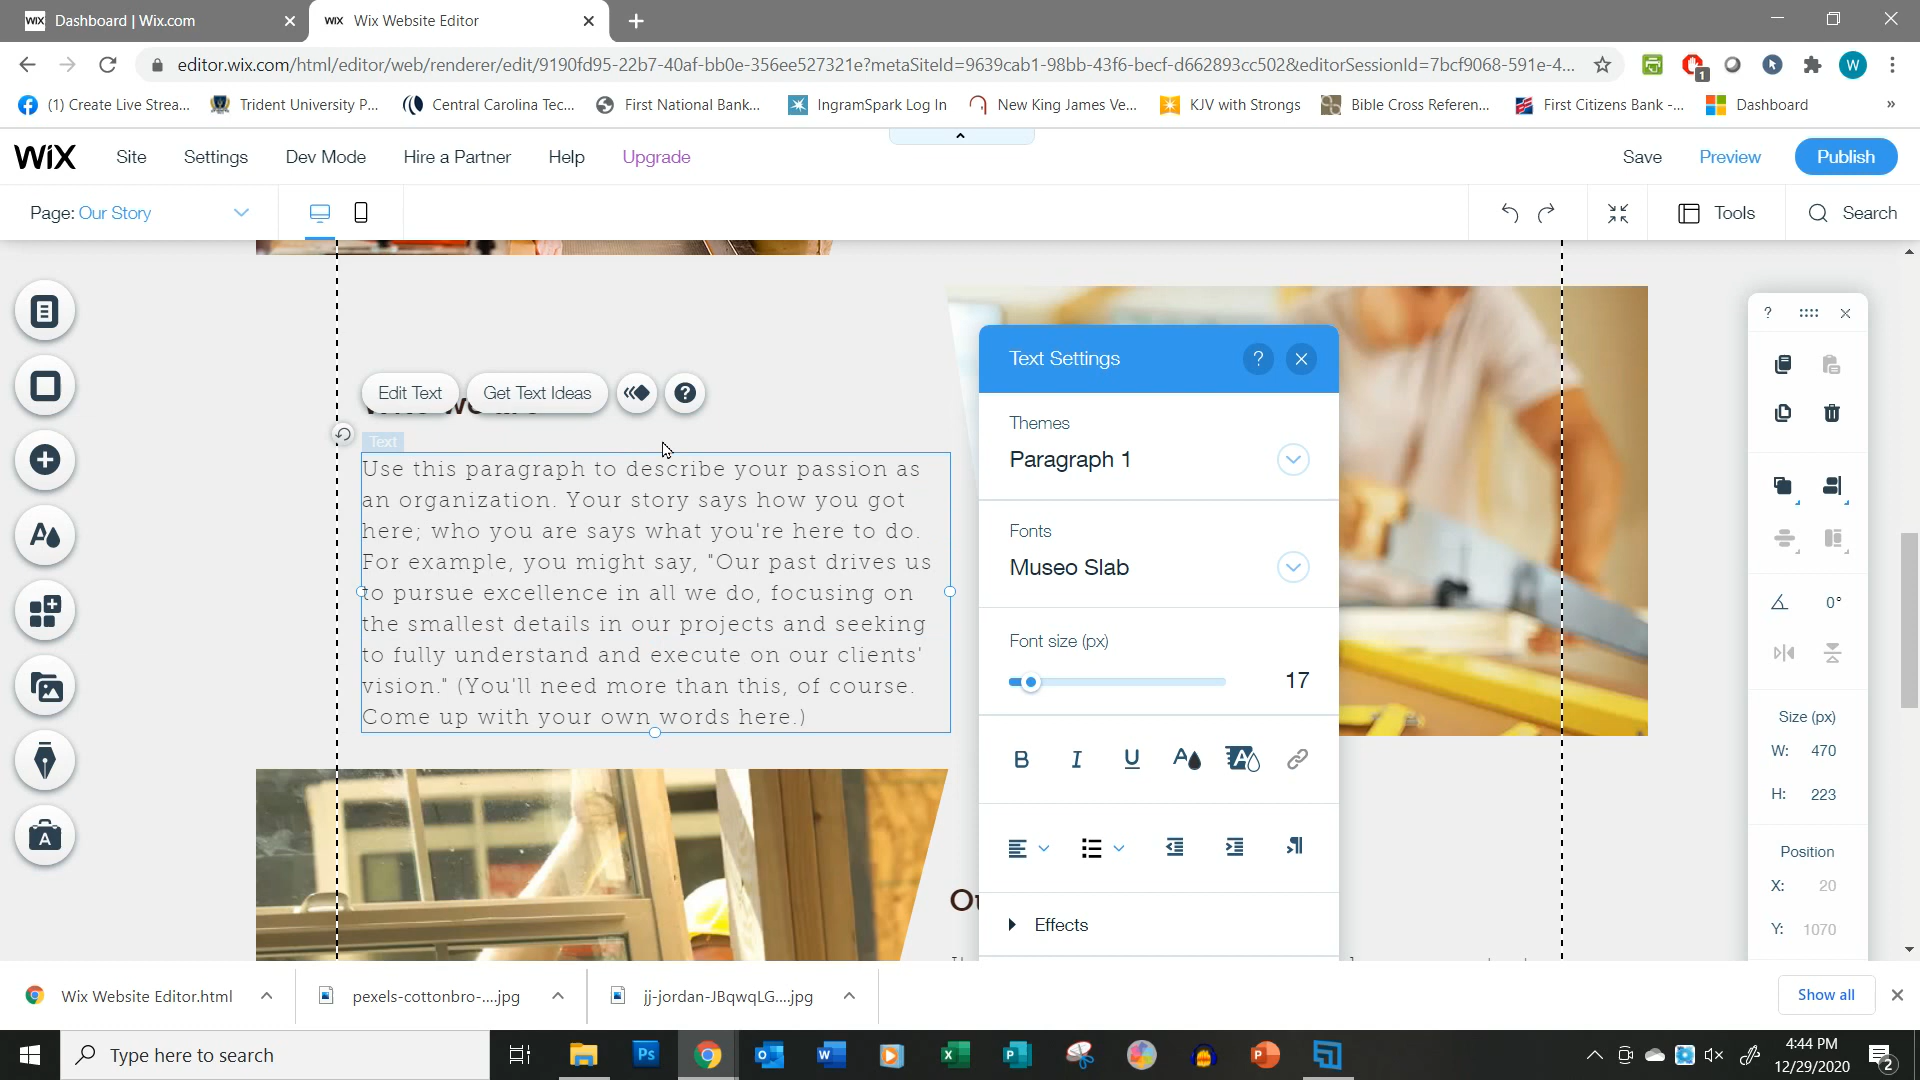 WIX Dashboard | Wix.com
WIX Wix Website Editor
editor.wix.com/html/editor/web/renderer/edit/9190fd95-22b7-40af-bb0e-356ee527321e?metaSiteId=9639cab1-98bb-43f6-becf-d662893cc502&editorSessionId=7bcf9068-591e-4...
1
W
(1) Create Live Strea...
Trident University P...
Central Carolina Tec...
First National Bank...
IngramSpark Log In
New King James Ve...
KJV with Strongs
Bible Cross Referen...
First Citizens Bank -...
Dashboard
»
WIX
Site
Settings
Dev Mode
Hire a Partner
Help
Upgrade
Save
Preview
Publish
Page: Our Story
Tools
Search
Edit Text
Get Text Ideas
?
Text
Use this paragraph to describe your passion as
an organization. Your story says how you got
here; who you are says what you're here to do.
For example, you might say, "Our past drives us
to pursue excellence in all we do, focusing on
the smallest details in our projects and seeking
to fully understand and execute on our clients'
vision." (You'll need more than this, of course.
Come up with your own words here.)
Text Settings
?
Themes
Paragraph 1
Fonts
Museo Slab
Font size (px)
17
B I U A A
Effects
?
0°
Size (px)
W: 470
H: 223
Position
X: 20
Y: 1070
Wix Website Editor.html
pexels-cottonbro-....jpg
jj-jordan-JBqwqLG....jpg
Show all
Type here to search
4:44 PM
12/29/2020
2